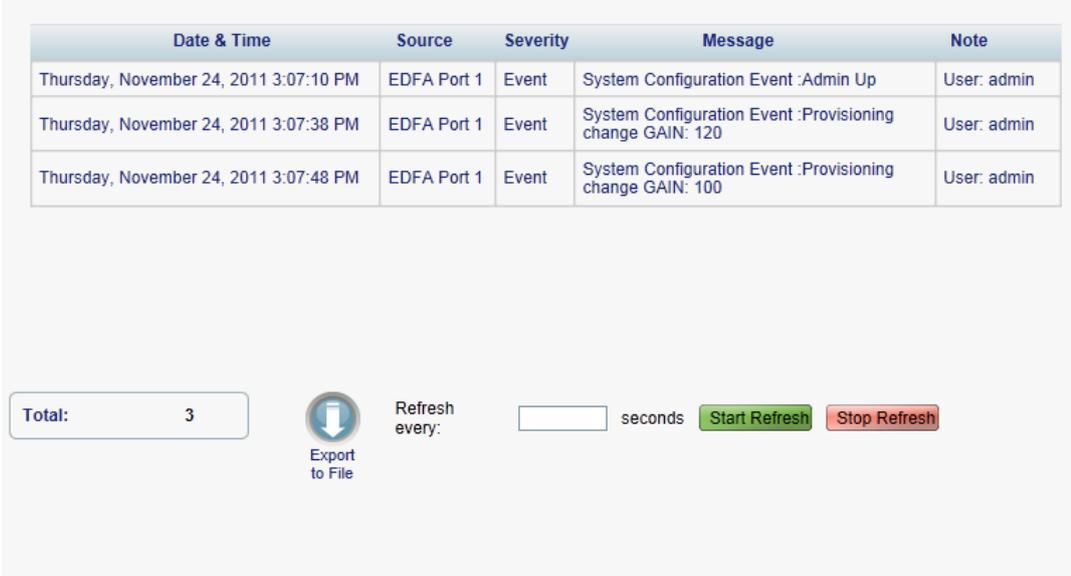 Date & Time Source Severity Message Note
Thursday, November 24, 2011 3:07:10 PM EDFA Port 1 Event System Configuration Event :Admin Up User: admin
Thursday, November 24, 2011 3:07:38 PM EDFA Port 1 Event System Configuration Event :Provisioning
change GAIN: 120 User: admin
Thursday, November 24, 2011 3:07:48 PM EDFA Port 1 Event System Configuration Event :Provisioning
change GAIN: 100 User: admin
Total: 3
Export
to File
Refresh
every:
seconds
Start Refresh
Stop Refresh